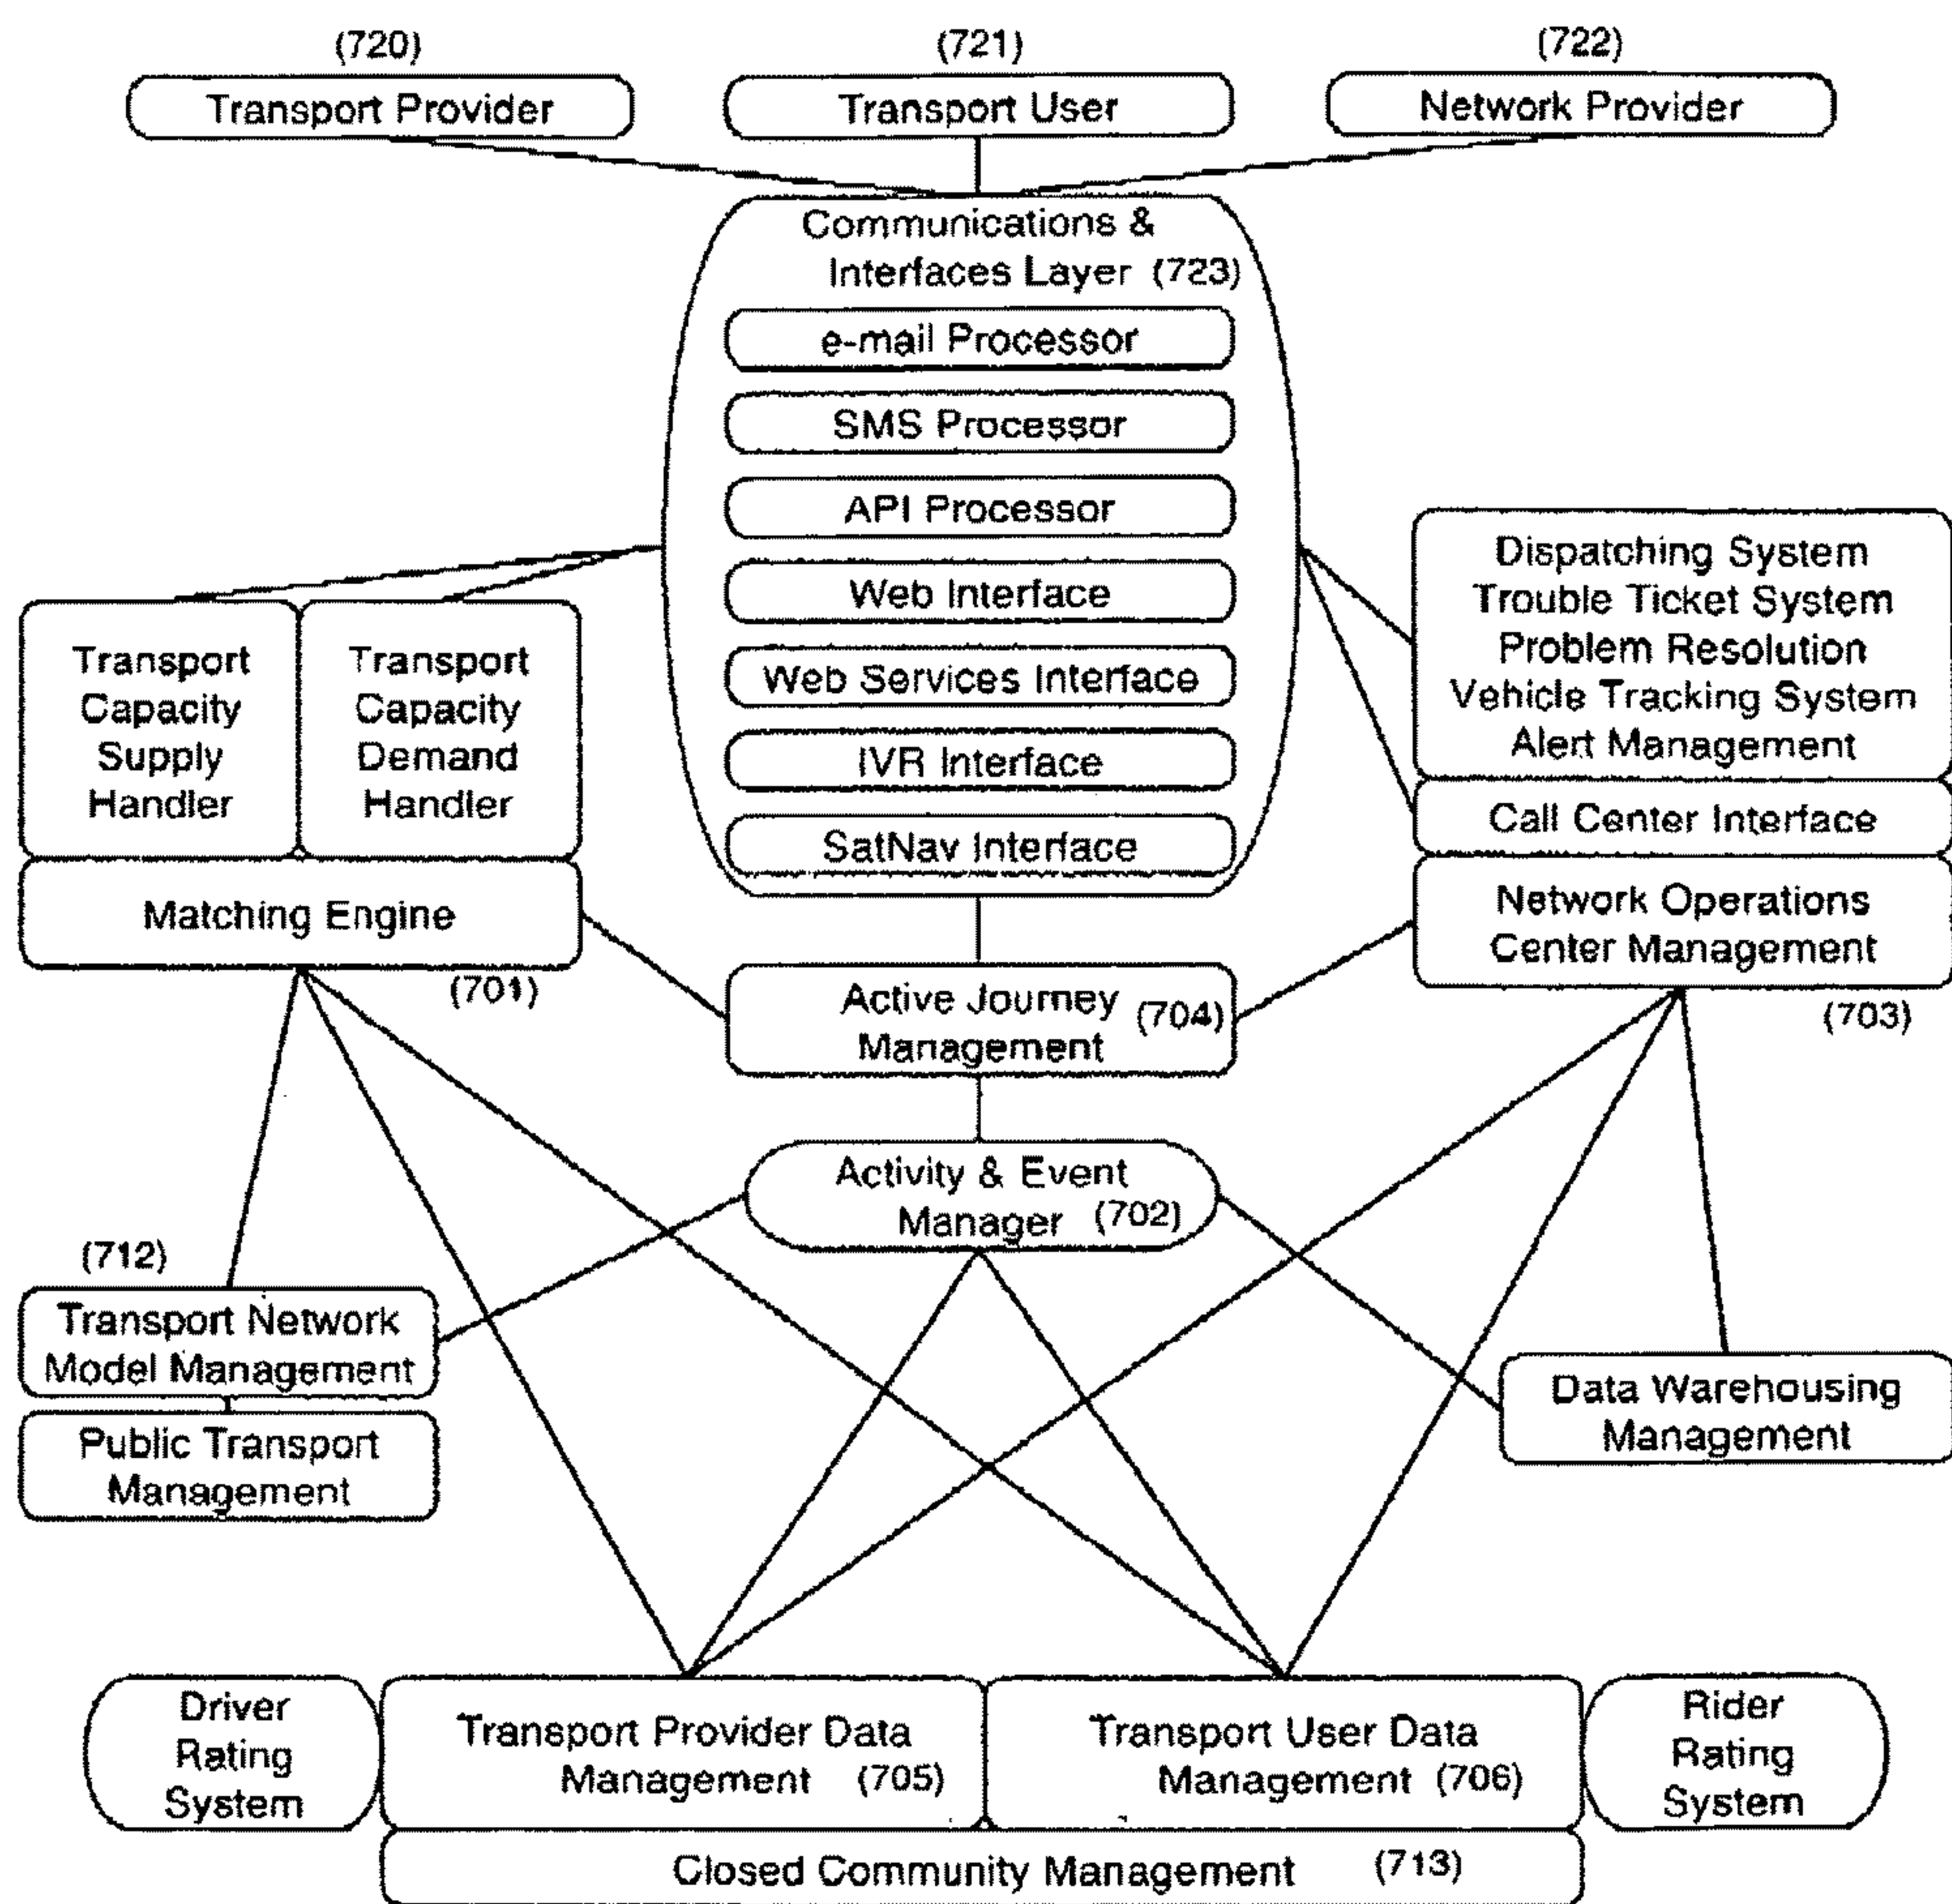 (720)
Transport Provider
(721)
Transport User
(722)
Network Provider
Communications &
Interfaces Layer (723)
e-mail Processor
SMS Processor
API Processor
Web Interface
Web Services Interface
IVR Interface
SatNav Interface
Transport
Capacity
Supply
Handler
Transport
Capacity
Demand
Handler
Matching Engine
(701)
Dispatching System
Trouble Ticket System
Problem Resolution
Vehicle Tracking System
Alert Management
Call Center Interface
Network Operations
Center Management
(703)
Active Journey
Management (704)
Activity & Event
Manager (702)
(712)
Transport Network
Model Management
Public Transport
Management
Data Warehousing
Management
Driver
Rating
System
Transport Provider Data
Management (705)
Transport User Data
Management (706)
Rider
Rating
System
Closed Community Management (713)